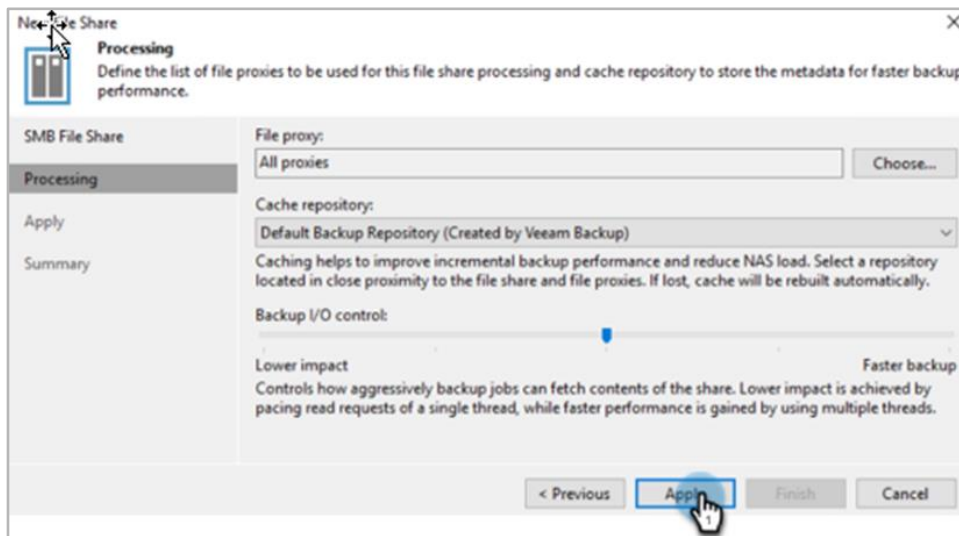 New File Share
Processing
Define the list of file proxies to be used for this file share processing and cache repository to store the metadata for faster backup
performance.
SMB File Share
Processing
Apply
Summary
File proxy:
All proxies
Choose...
Cache repository:
Default Backup Repository (Created by Veeam Backup)
Caching helps to improve incremental backup performance and reduce NAS load. Select a repository
located in close proximity to the file share and file proxies. If lost, cache will be rebuilt automatically.
Backup I/O control:
Lower impact
Faster backup
Controls how aggressively backup jobs can fetch contents of the share. Lower impact is achieved by
pacing read requests of a single thread, while faster performance is gained by using multiple threads.
< Previous
Apply
Finish
Cancel
1